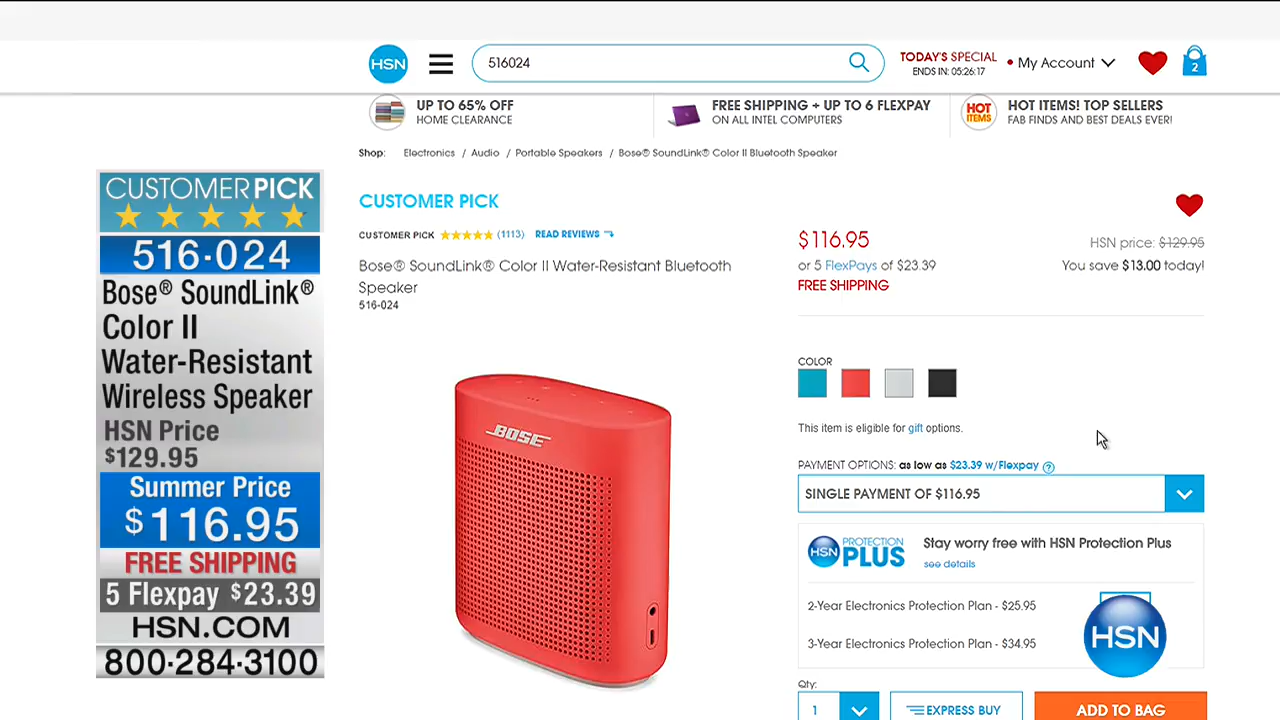 HSN
516024
TODAY'S SPECIAL
ENDS IN: 05:26:17
• My Account
2
UP TO 65% OFF
HOME CLEARANCE
FREE SHIPPING + UP TO 6 FLEXPAY
ON ALL INTEL COMPUTERS
HOT
ITEMS
HOT ITEMS! TOP SELLERS
FAB FINDS AND BEST DEALS EVER!
Shop: Electronics / Audio / Portable Speakers / Bose® SoundLink® Color II Bluetooth Speaker
CUSTOMER PICK
516·024
Bose® SoundLink®
Color II
Water-Resistant
Wireless Speaker
HSN Price
$129.95
Summer Price
$116.95
FREE SHIPPING
5 Flexpay $23.39
HSN.COM
800·284·3100
CUSTOMER PICK
CUSTOMER PICK (1113) READ REVIEWS
Bose® SoundLink® Color II Water-Resistant Bluetooth
Speaker
516-024
BOSE
$116.95
HSN price: $129.95
or 5 FlexPays of $23.39
You save $13.00 today!
FREE SHIPPING
COLOR
This item is eligible for gift options.
PAYMENT OPTIONS: as low as $23.39 w/Flexpay ?
SINGLE PAYMENT OF $116.95
HSN PROTECTION
PLUS
Stay worry free with HSN Protection Plus
see details
2-Year Electronics Protection Plan - $25.95
3-Year Electronics Protection Plan - $34.95
HSN
Qty:
1
EXPRESS BUY
ADD TO BAG